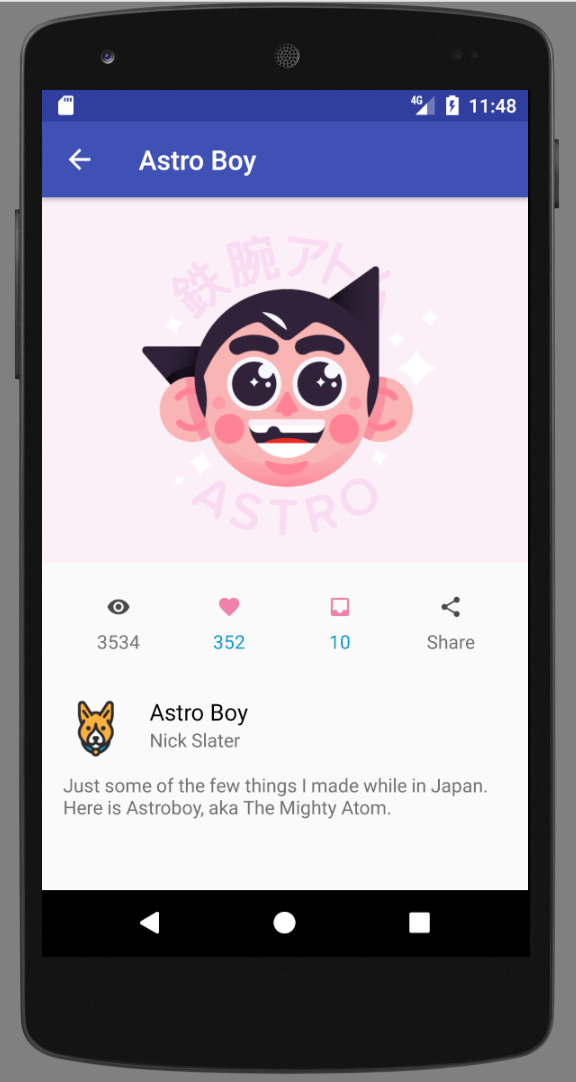 4G 11:48
Astro Boy
鉄腕アトム
ASTRO
3534 352 10 Share
Astro Boy
Nick Slater
Just some of the few things I made while in Japan.
Here is Astroboy, aka The Mighty Atom.